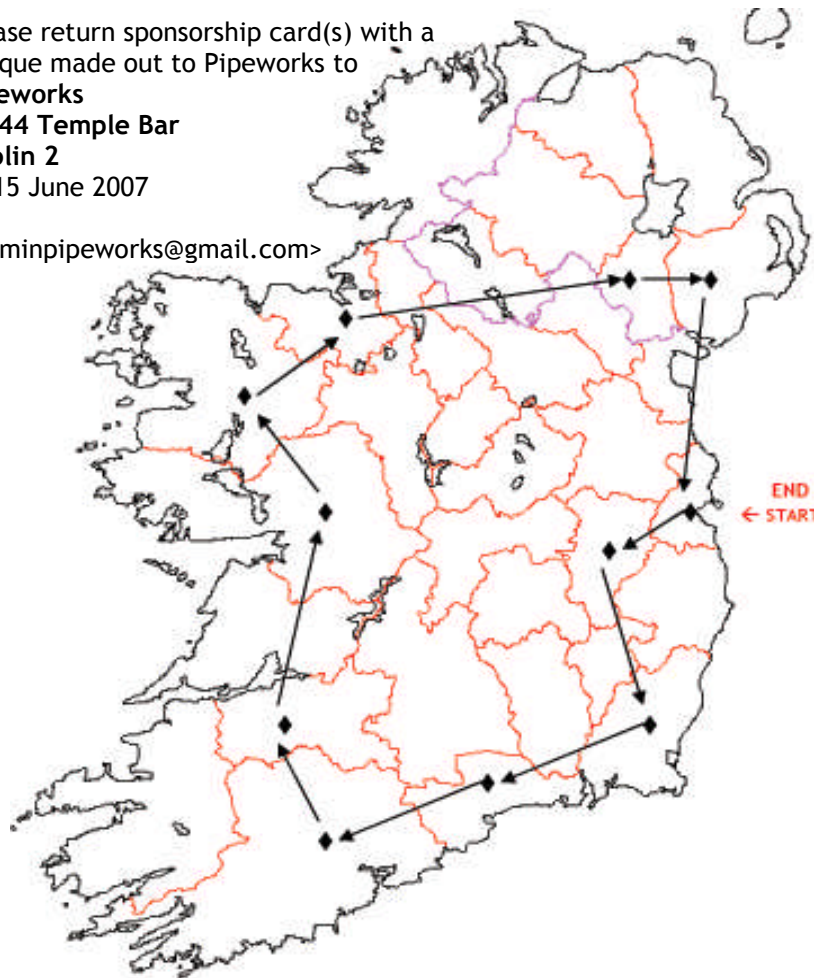 ase return sponsorship card(s) with a
que made out to Pipeworks to
eworks
44 Temple Bar
lin 2
15 June 2007
minpipeworks@gmail.com>
END
← START